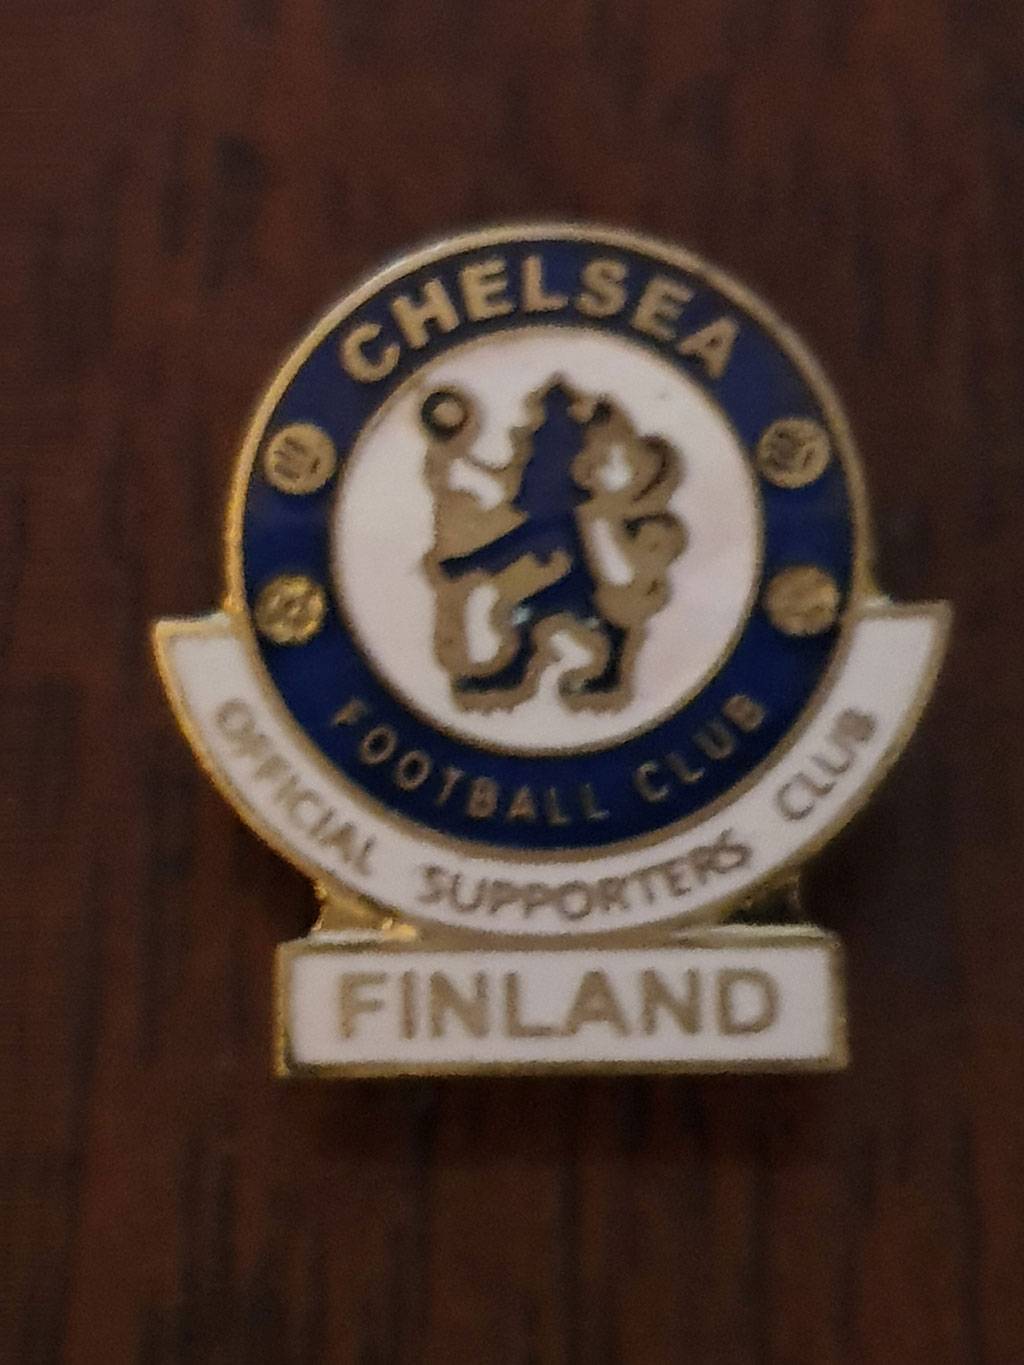 CHELSEA
FOOTBALL CLUB
OFFICIAL SUPPORTERS CLUB
FINLAND